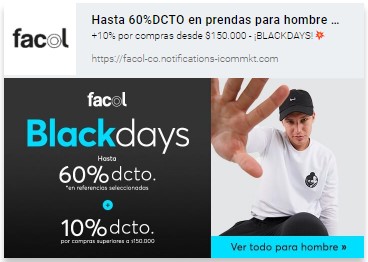 facol
Hasta 60%DCTO en prendas para hombre ...
+10% por compras desde $150.000 - ¡BLACKDAYS! 💥
https://facol-co.notifications-icommkt.com
facol
Blackdays
Hasta
60% dcto.
*en referencias seleccionadas
+
10% dcto.
por compras superiores a $150.000
Ver todo para hombre »